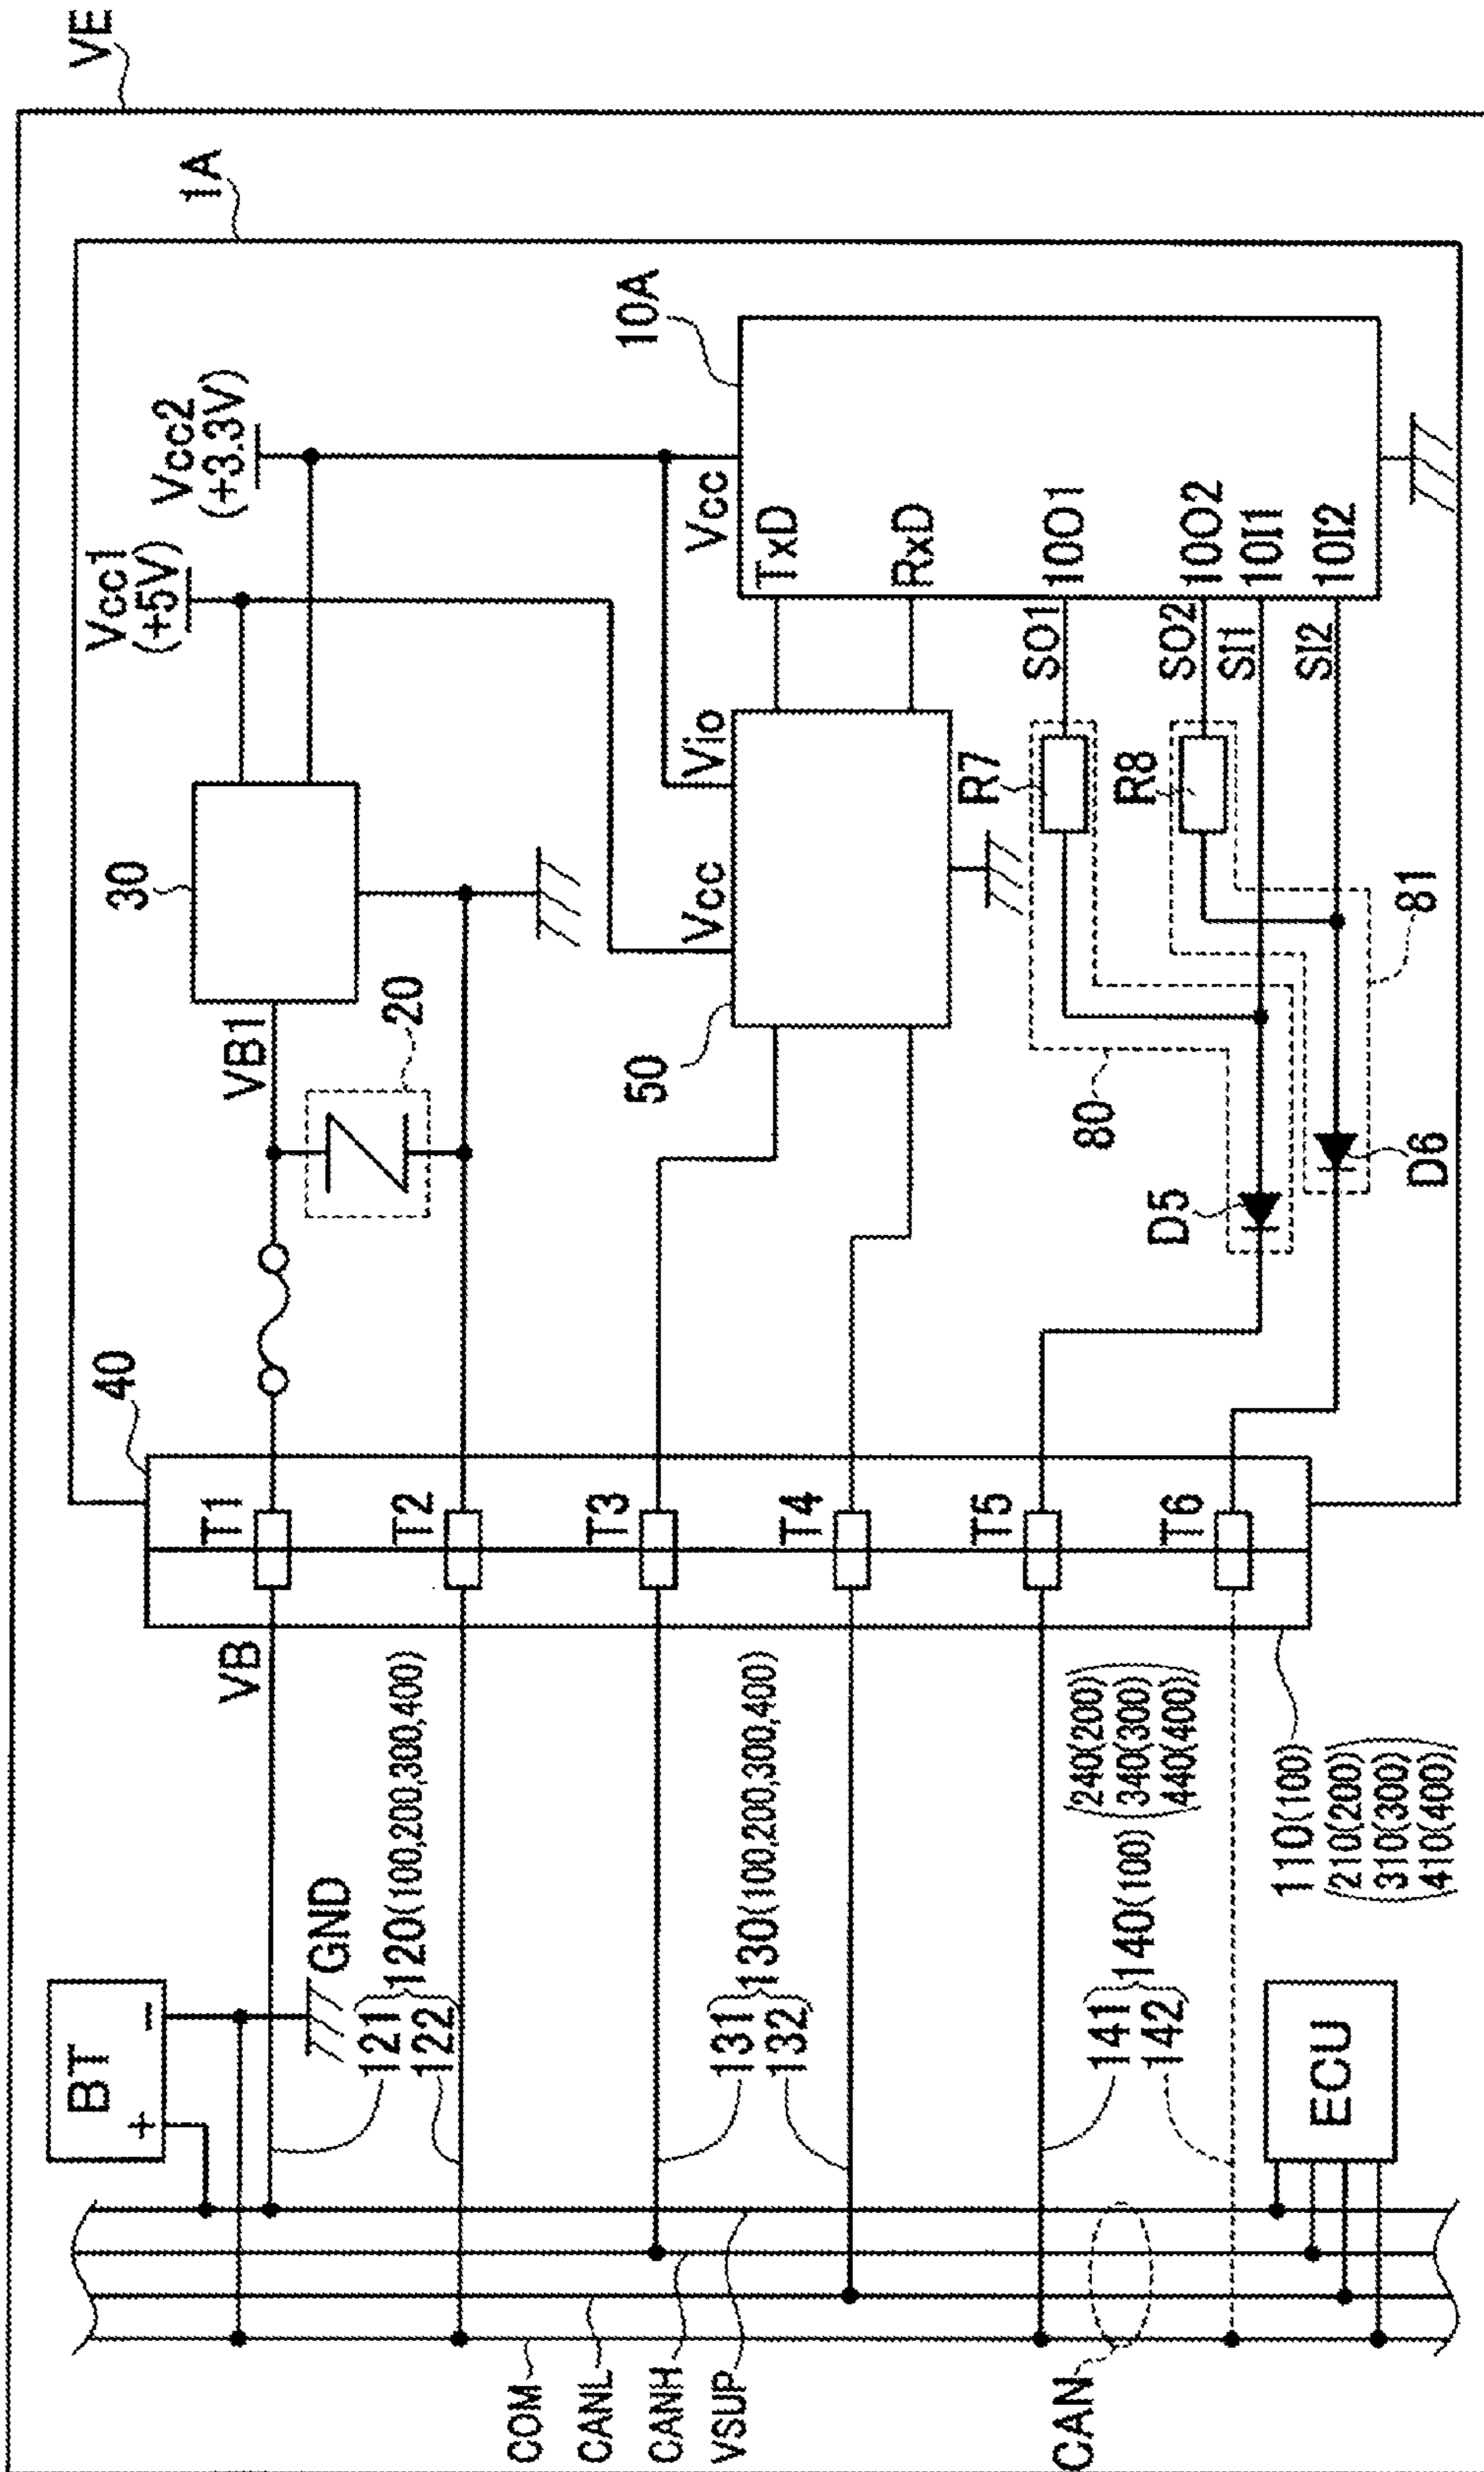 VE
1A
BT
+
−
GND
VB
40
VB1
30
20
Vcc1
(+5V)
Vcc2
(+3.3V)
121
122
120(100,200,300,400)
T1
T2
131
132
130(100,200,300,400)
T3
T4
50
Vcc
Vio
Vcc
10A
TxD
RxD
10O1
10O2
10I1
10I2
SO1
SO2
SI1
SI2
R7
R8
80
81
D5
D6
141
142
140(100)
(240(200)
340(300)
440(400))
T5
T6
110(100)
(210(200)
310(300)
410(400))
ECU
COM
CANL
CANH
VSUP
CAN